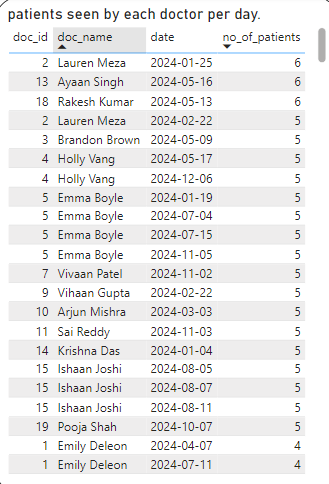 patients seen by each doctor per day.
doc_id doc_name date no_of_patients
2 Lauren Meza 2024-01-25 6
13 Ayaan Singh 2024-05-16 6
18 Rakesh Kumar 2024-05-13 6
2 Lauren Meza 2024-02-22 5
3 Brandon Brown 2024-05-09 5
4 Holly Vang 2024-05-17 5
4 Holly Vang 2024-12-06 5
5 Emma Boyle 2024-01-19 5
5 Emma Boyle 2024-07-04 5
5 Emma Boyle 2024-07-15 5
5 Emma Boyle 2024-11-05 5
7 Vivaan Patel 2024-11-02 5
9 Vihaan Gupta 2024-02-22 5
10 Arjun Mishra 2024-03-03 5
11 Sai Reddy 2024-11-03 5
14 Krishna Das 2024-01-04 5
15 Ishaan Joshi 2024-08-05 5
15 Ishaan Joshi 2024-08-07 5
15 Ishaan Joshi 2024-08-11 5
19 Pooja Shah 2024-10-07 5
1 Emily Deleon 2024-04-07 4
1 Emily Deleon 2024-07-11 4